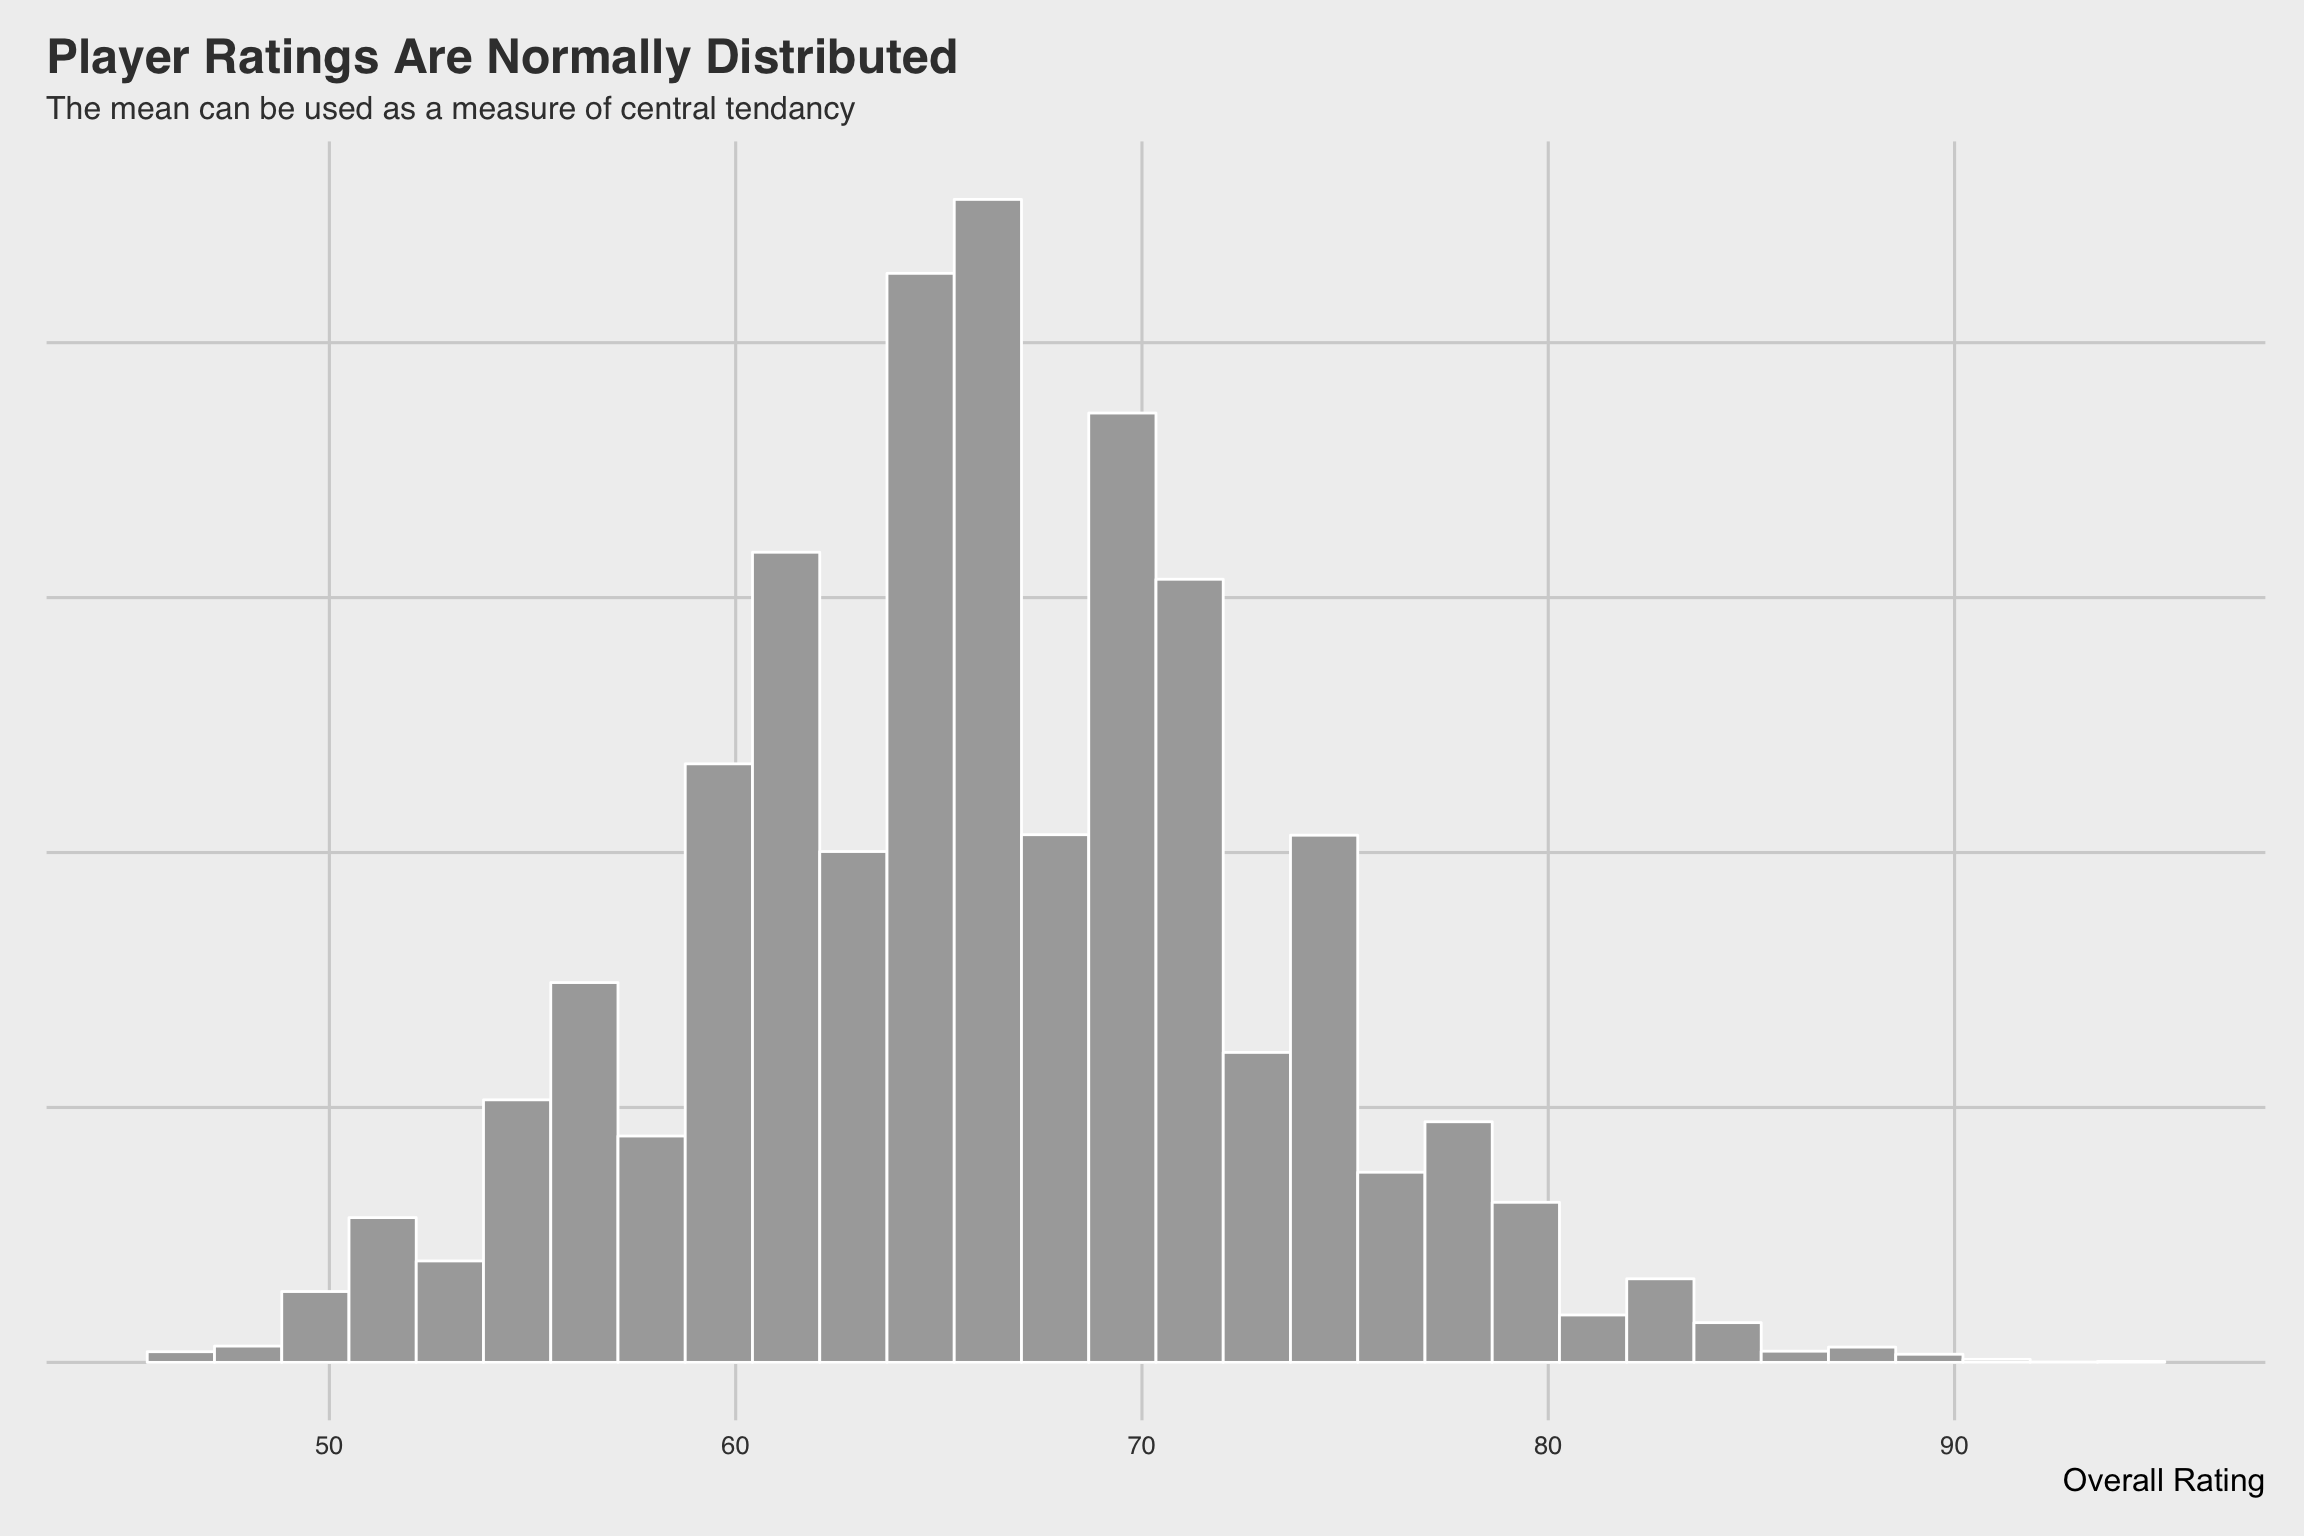 Player Ratings Are Normally Distributed
The mean can be used as a measure of central tendancy
50 60 70 80 90
Overall Rating